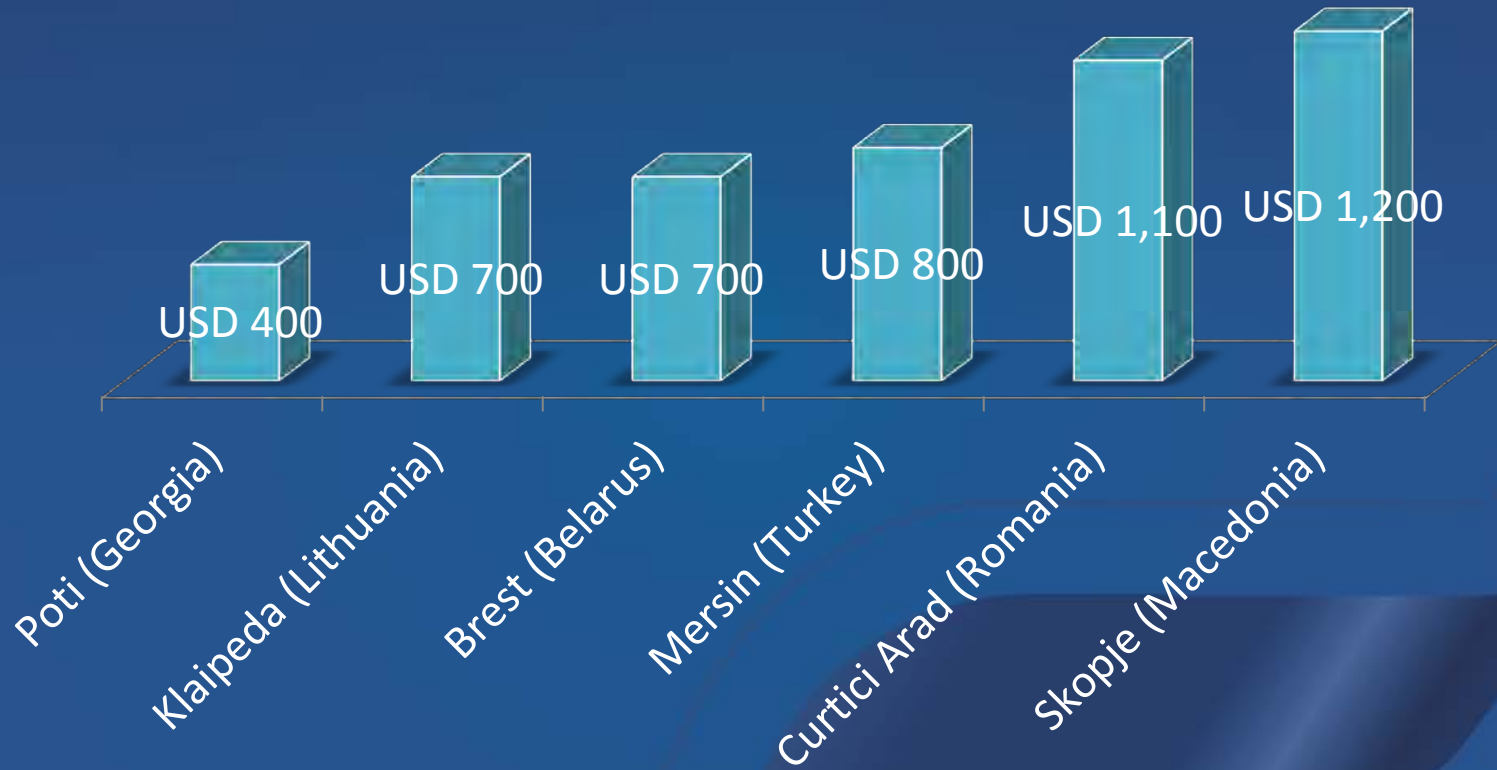 USD 400
USD 700
USD 700
USD 800
USD 1,100
USD 1,200
Poti (Georgia)
Klaipeda (Lithuania)
Brest (Belarus)
Mersin (Turkey)
Curtici Arad (Romania)
Skopje (Macedonia)